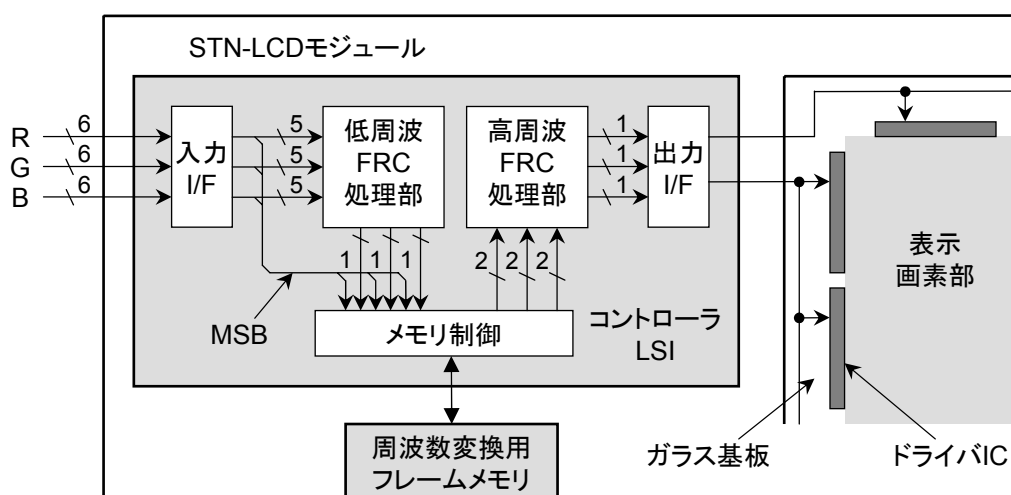 STN-LCDモジュール
R
6
G
6
B
6
入力
I/F
5
5
5
低周波
FRC
処理部
高周波
FRC
処理部
1
1
1
出力
I/F
1
1
1
2
2
2
MSB
メモリ制御
コントローラ
LSI
周波数変換用
フレームメモリ
表示
画素部
ガラス基板
ドライバIC